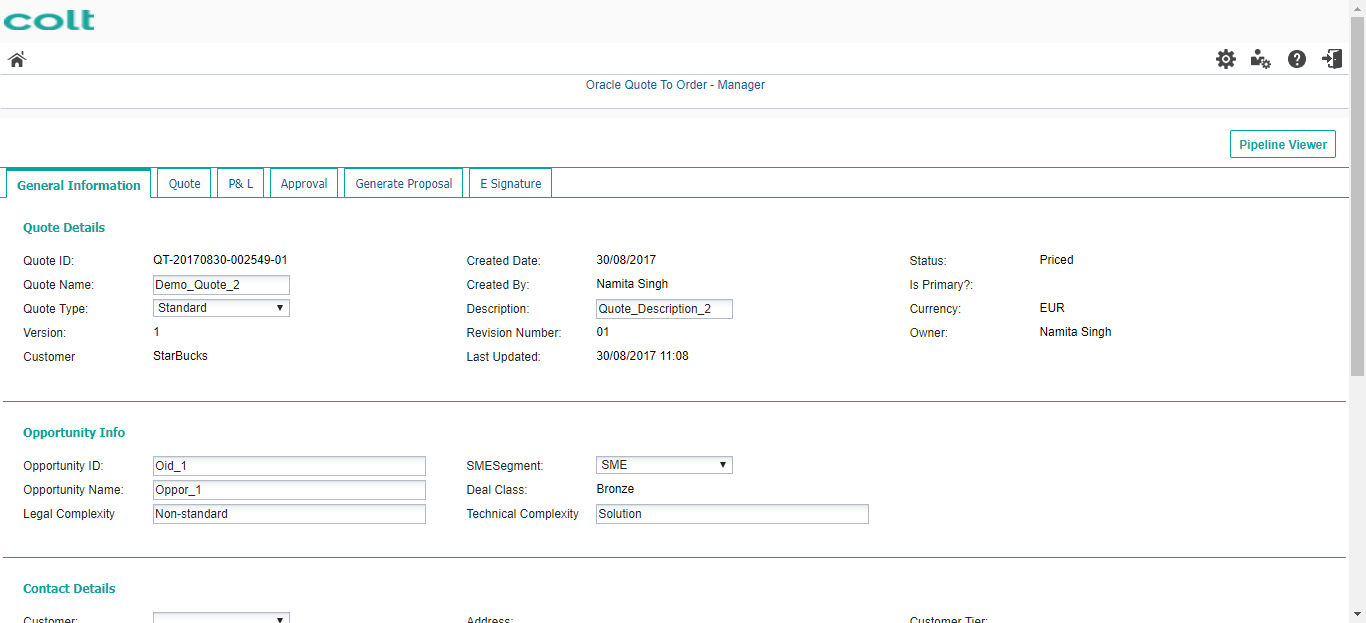 colt
Oracle Quote To Order - Manager
Pipeline Viewer
General Information Quote P& L Approval Generate Proposal E Signature
Quote Details
Quote ID: QT-20170830-002549-01 Created Date: 30/08/2017 Status: Priced
Quote Name: Demo_Quote_2 Created By: Namita Singh Is Primary?:
Quote Type: Standard Description: Quote_Description_2 Currency: EUR
Version: 1 Revision Number: 01 Owner: Namita Singh
Customer StarBucks Last Updated: 30/08/2017 11:08
Opportunity Info
Opportunity ID: Oid_1 SMESegment: SME
Opportunity Name: Oppor_1 Deal Class: Bronze
Legal Complexity Non-standard Technical Complexity Solution
Contact Details
Customer: Address: Customer Tier: